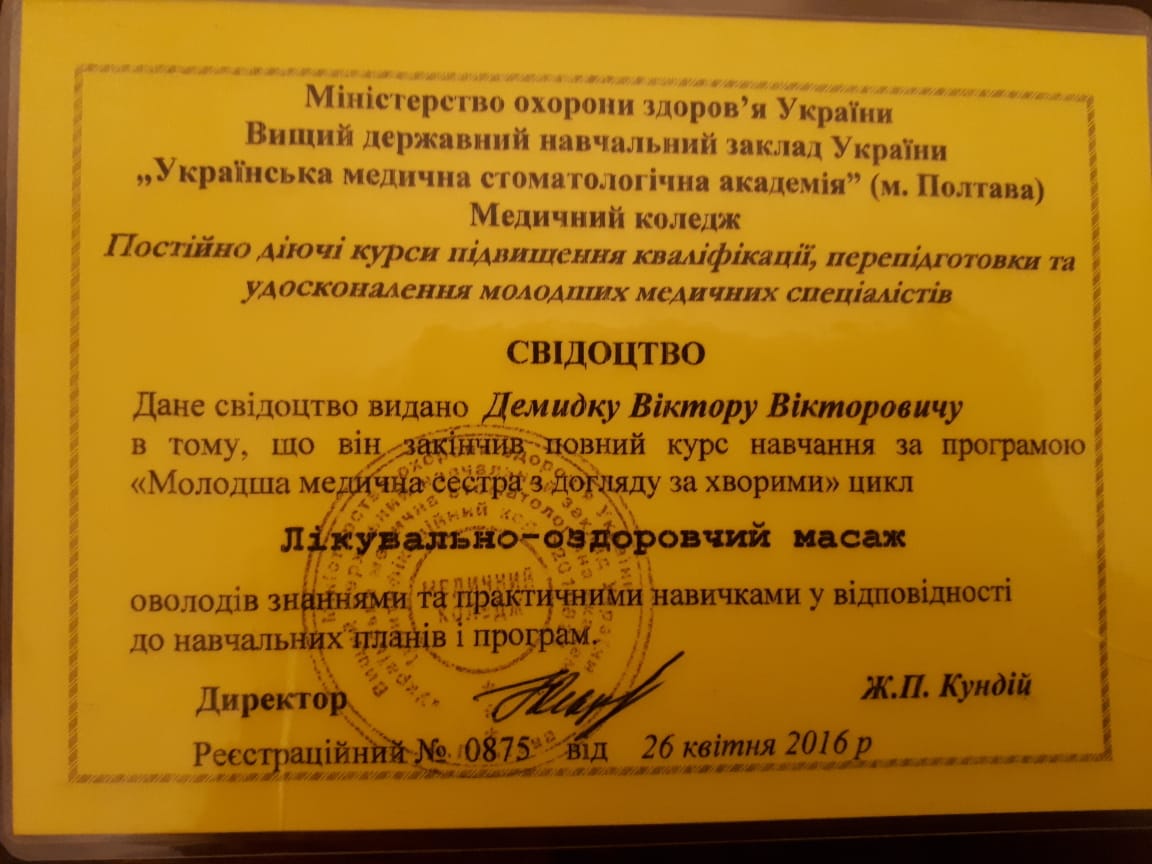 Міністерство охорони здоров'я України
Вищий державний навчальний заклад України
„Українська медична стоматологічна академія" (м. Полтава)
Медичний коледж
Постійно діючі курси підвищення кваліфікації, перепідготовки та
удосконалення молодших медичних спеціалістів
СВІДОЦТВО
Дане свідоцтво видано Демидку Віктору Вікторовичу
в тому, що він закінчив повний курс навчання за програмою
«Молодша медична сестра з догляду за хворими» цикл
Лікувально-оздоровчий масаж
оволодів знаннями та практичними навичками у відповідності
до навчальних планів і програм.
Директор Ж.П. Кундій
Реєстраційний № 0875 від 26 квітня 2016 р
МЕДИЧНИЙ
КОЛЕДЖ